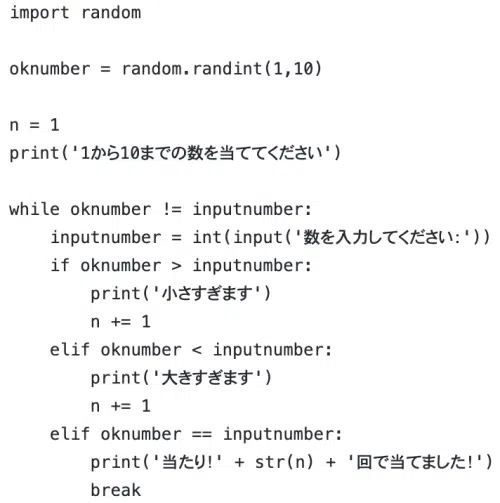 import random

oknumber = random.randint(1,10)

n = 1
print('1から10までの数を当ててください')

while oknumber != inputnumber:
    inputnumber = int(input('数を入力してください:'))
    if oknumber > inputnumber:
        print('小さすぎます')
        n += 1
    elif oknumber < inputnumber:
        print('大きすぎます')
        n += 1
    elif oknumber == inputnumber:
        print('当たり!' + str(n) + '回で当てました!')
        break